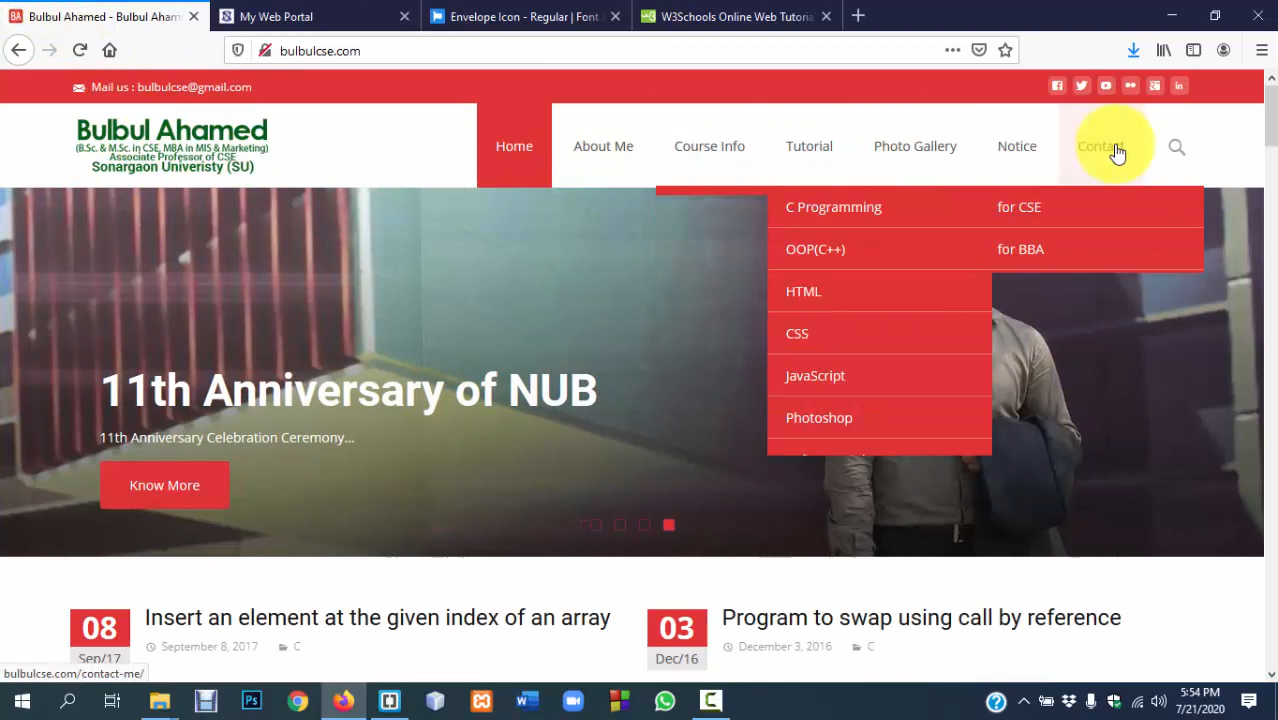 Bulbul Ahamed - Bulbul Aham
My Web Portal
Envelope Icon - Regular | Font A
W3Schools Online Web Tutoria
bulbulcse.com
Mail us : bulbulcse@gmail.com
Bulbul Ahamed
(B.Sc. & M.Sc. in CSE, MBA in MIS & Marketing)
Associate Professor of CSE
Sonargaon Univeristy (SU)
Home
About Me
Course Info
Tutorial
Photo Gallery
Notice
Contact
C Programming
for CSE
OOP(C++)
for BBA
HTML
CSS
JavaScript
Photoshop
11th Anniversary of NUB
11th Anniversary Celebration Ceremony...
Know More
08
Sep/17
Insert an element at the given index of an array
September 8, 2017
C
03
Dec/16
Program to swap using call by reference
December 3, 2016
C
bulbulcse.com/contact-me/
5:54 PM
7/21/2020